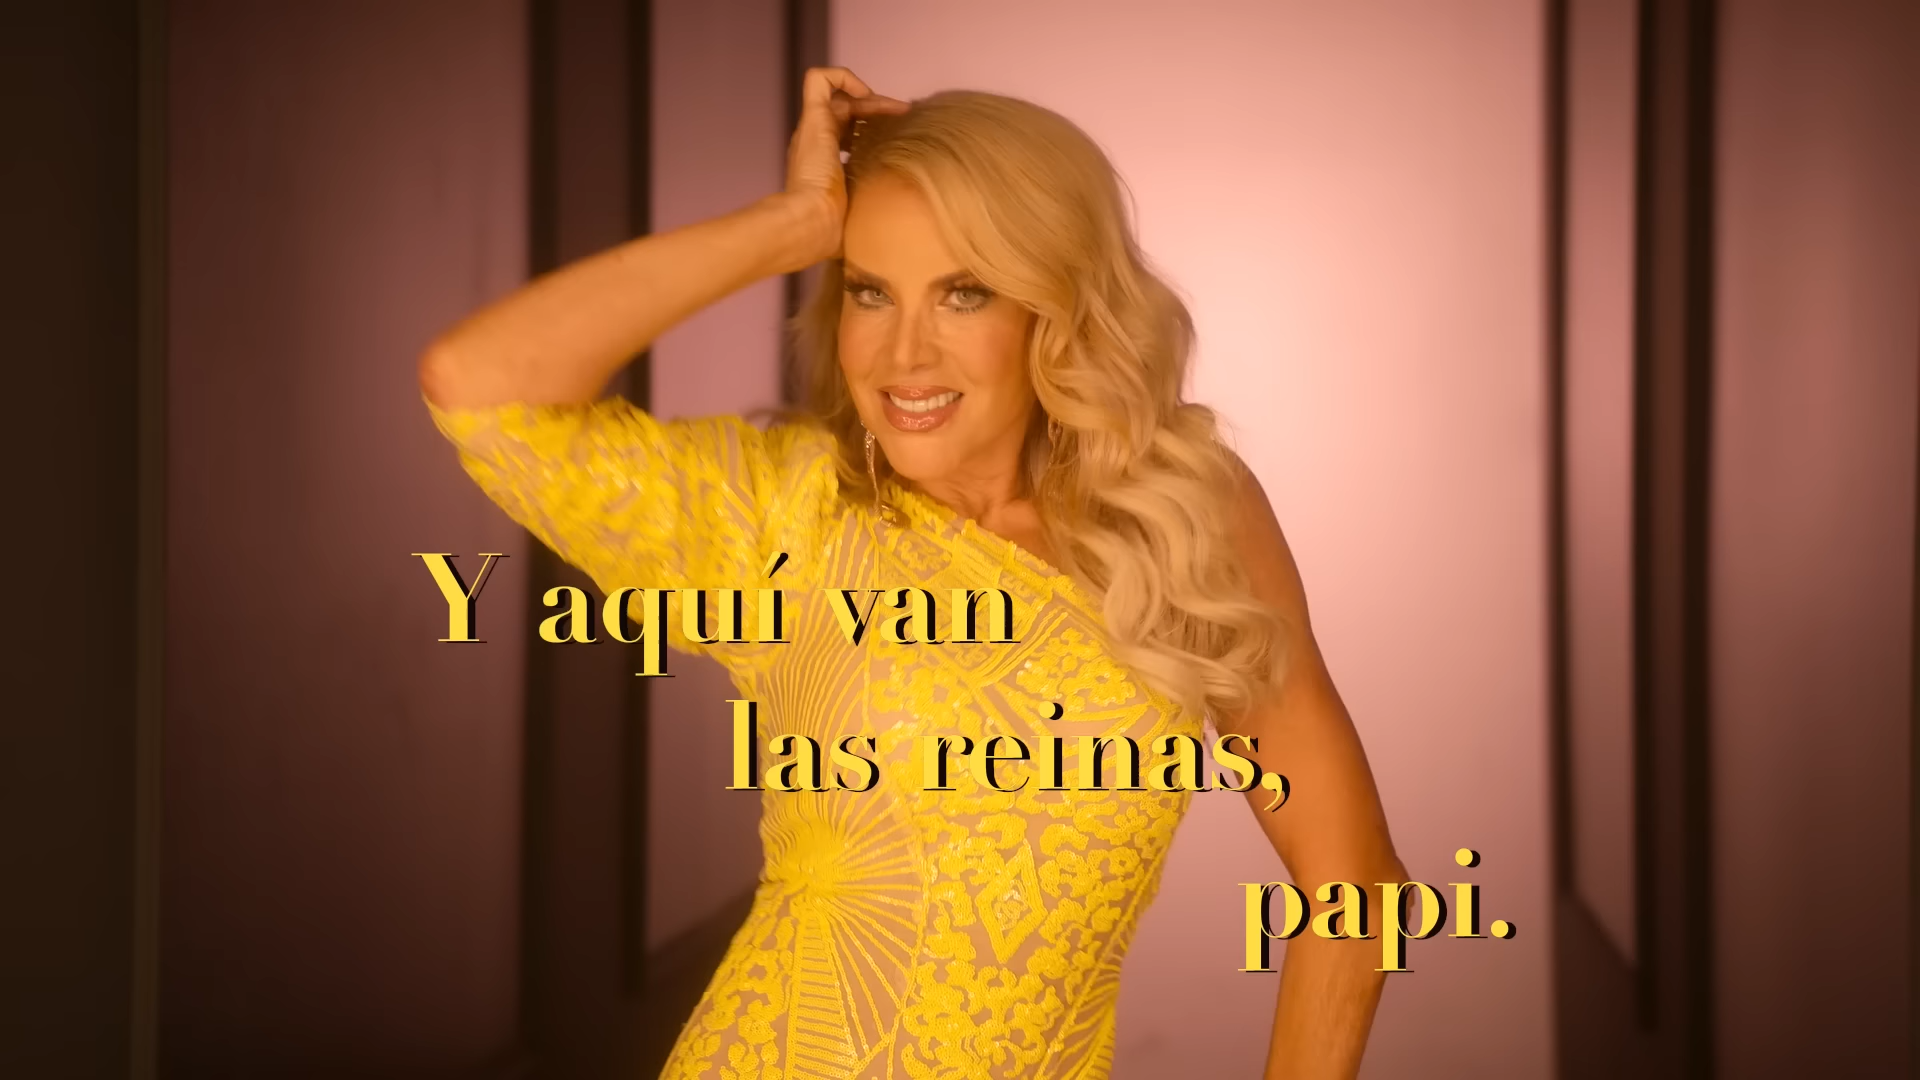 Y aquí van
las reinas,
papi.